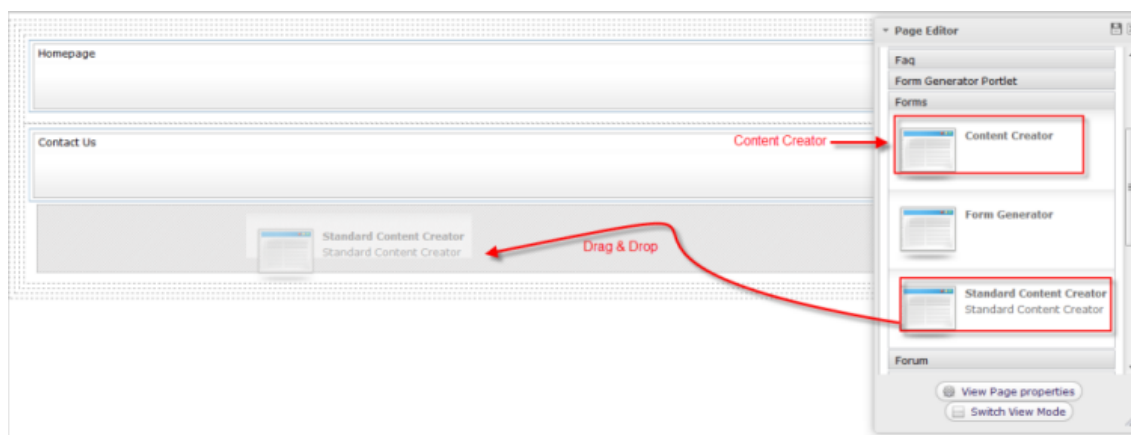 Homepage
Contact Us
Standard Content Creator
Standard Content Creator
Content Creator
Drag & Drop
Page Editor
Faq
Form Generator Portlet
Forms
Content Creator
Form Generator
Standard Content Creator
Standard Content Creator
Forum
View Page properties
Switch View Mode